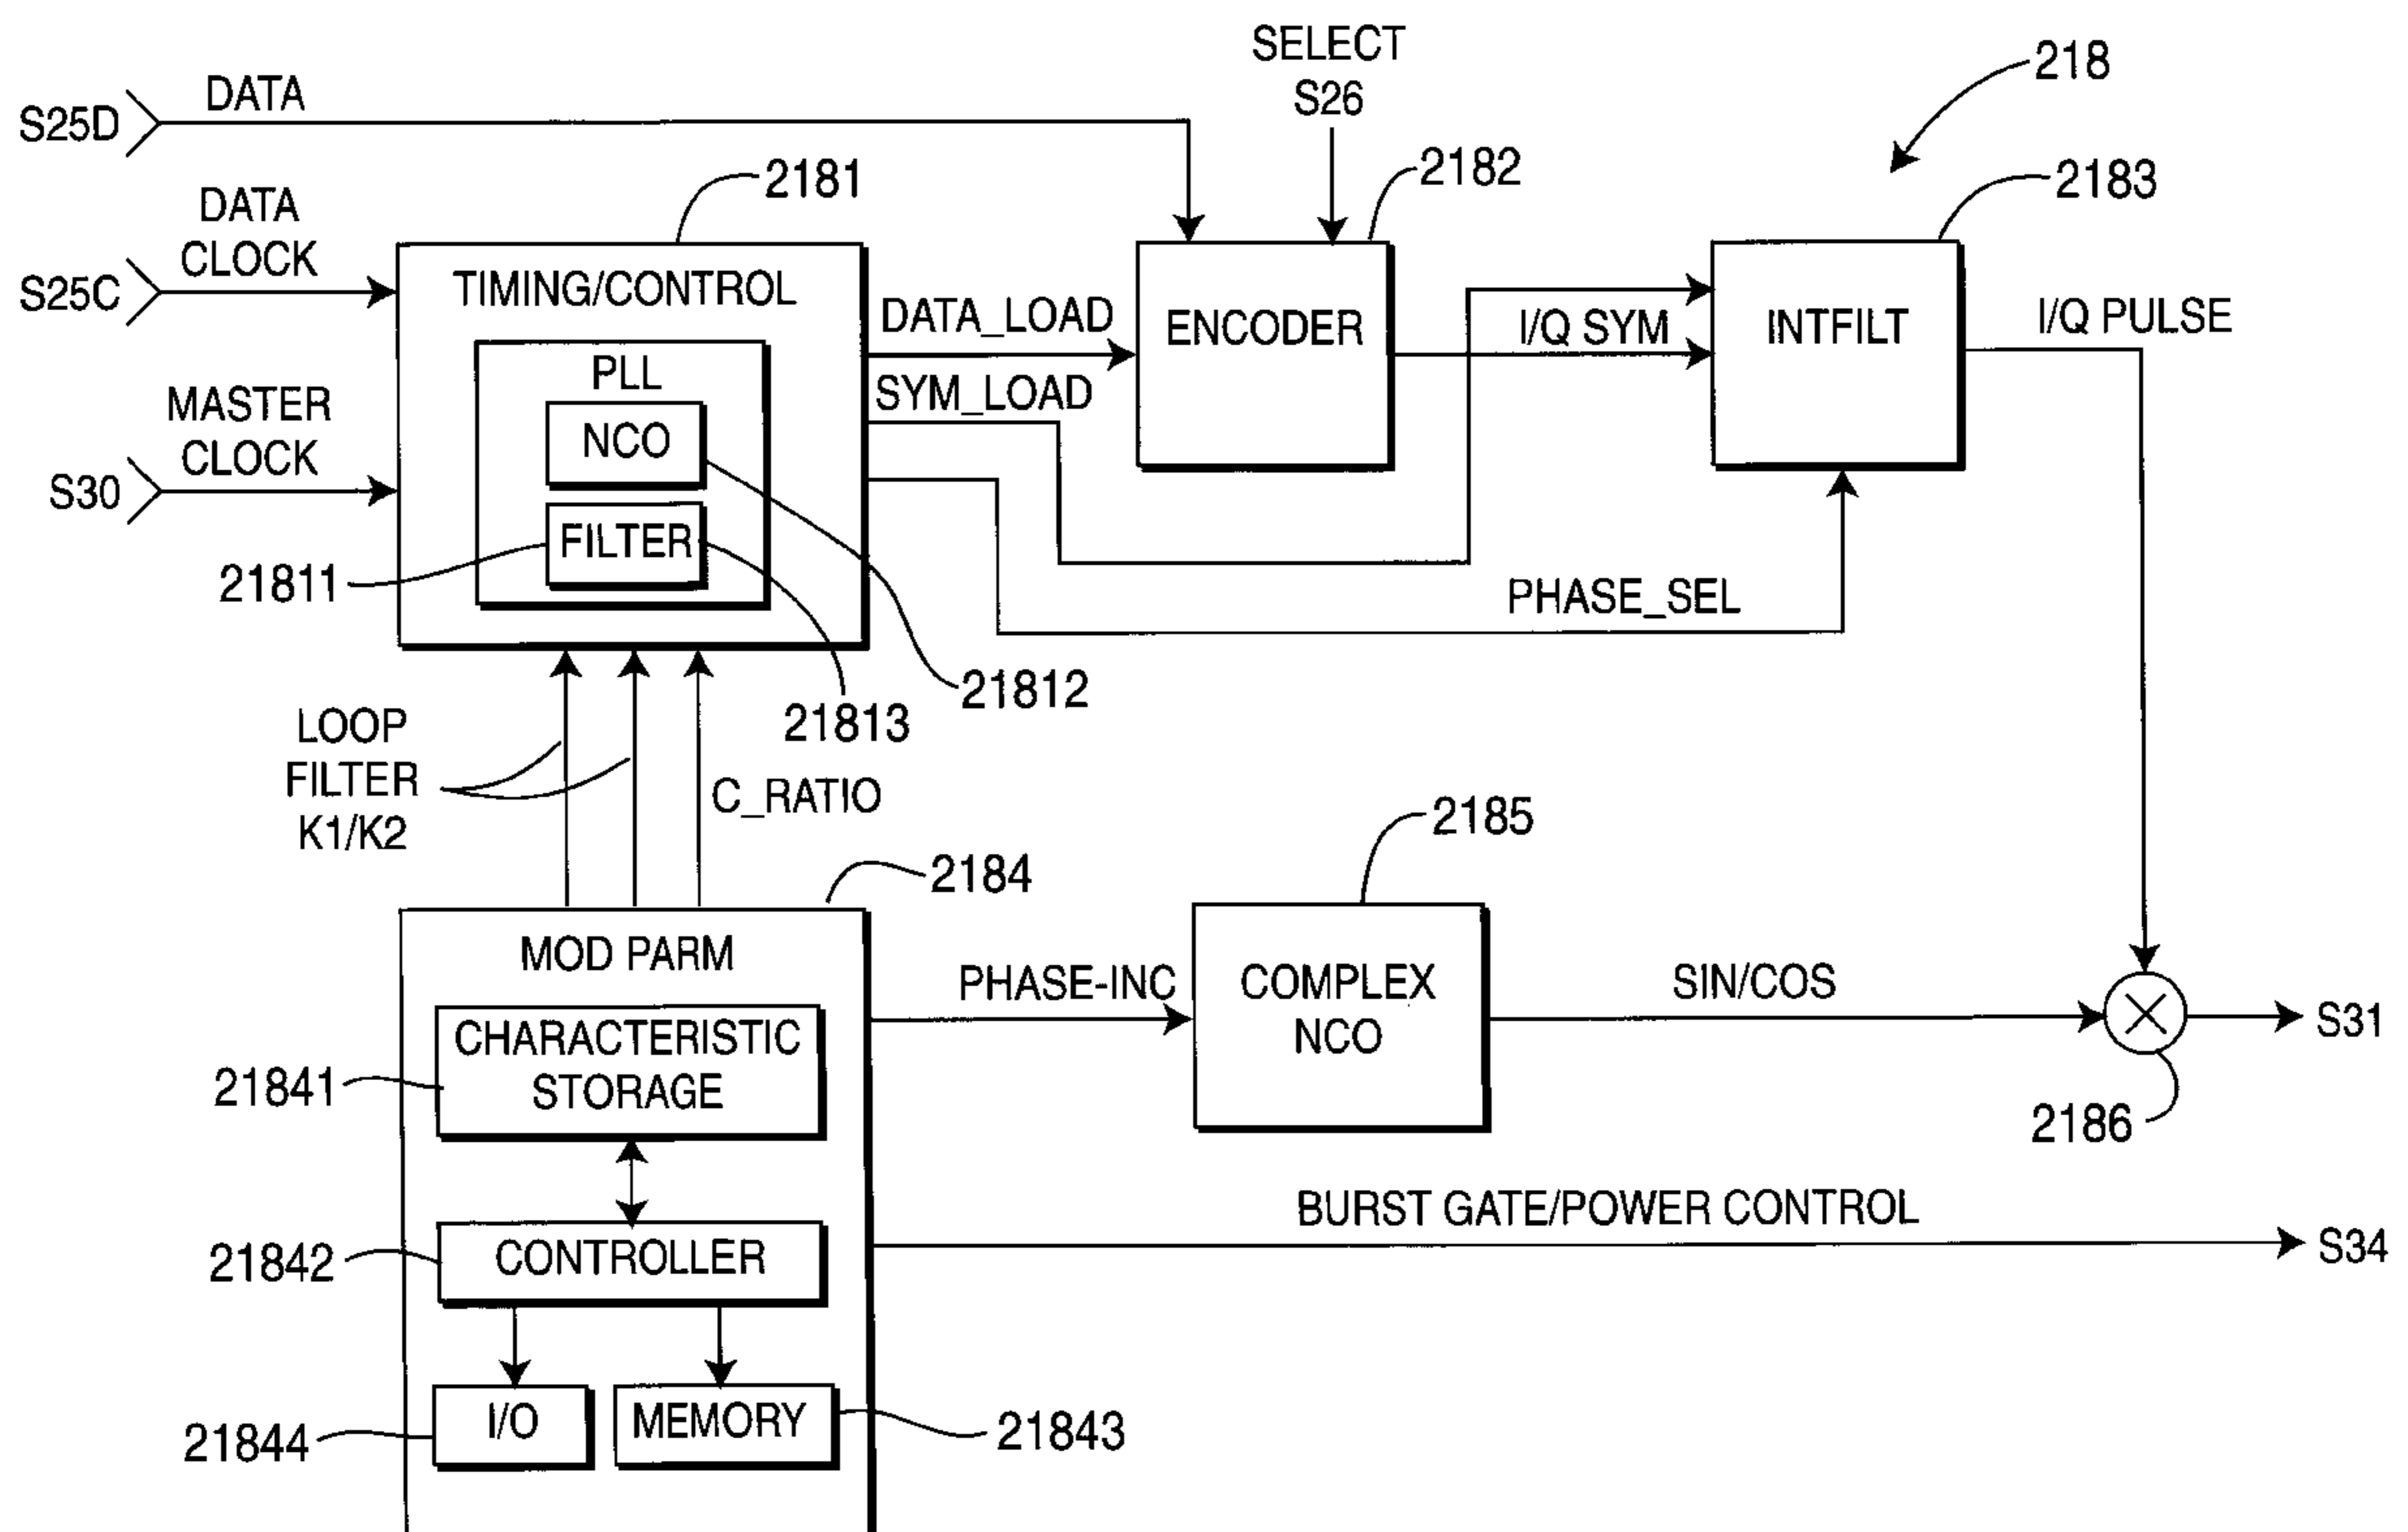 SELECT
S26
218
S25D
DATA
2181
2182
2183
DATA
CLOCK
S25C
TIMING/CONTROL
DATA_LOAD
ENCODER
I/Q SYM
INTFILT
I/Q PULSE
PLL
SYM_LOAD
MASTER
CLOCK
S30
NCO
FILTER
21811
PHASE_SEL
21812
21813
LOOP
FILTER
K1/K2
C_RATIO
2185
2184
MOD PARM
PHASE-INC
COMPLEX
NCO
SIN/COS
S31
CHARACTERISTIC
STORAGE
21841
2186
BURST GATE/POWER CONTROL
S34
21842
CONTROLLER
I/O
MEMORY
21844
21843